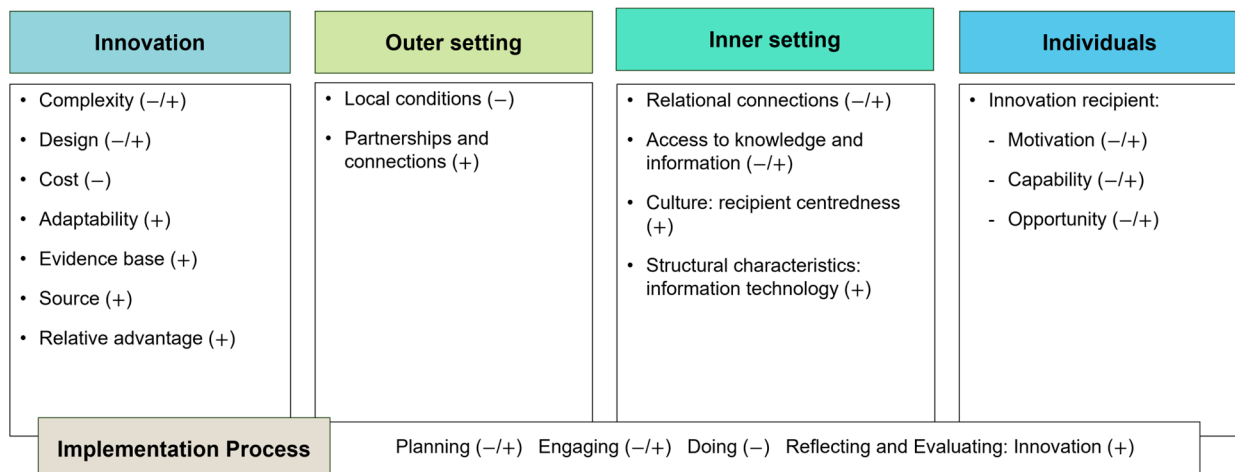 Innovation
• Complexity (−/+)
• Design (−/+)
• Cost (−)
• Adaptability (+)
• Evidence base (+)
• Source (+)
• Relative advantage (+)
Outer setting
• Local conditions (−)
• Partnerships and
connections (+)
Inner setting
• Relational connections (−/+)
• Access to knowledge and
information (−/+)
• Culture: recipient centredness
(+)
• Structural characteristics:
information technology (+)
Individuals
• Innovation recipient:
- Motivation (−/+)
- Capability (−/+)
- Opportunity (−/+)
Implementation Process
Planning (−/+) Engaging (−/+) Doing (−) Reflecting and Evaluating: Innovation (+)